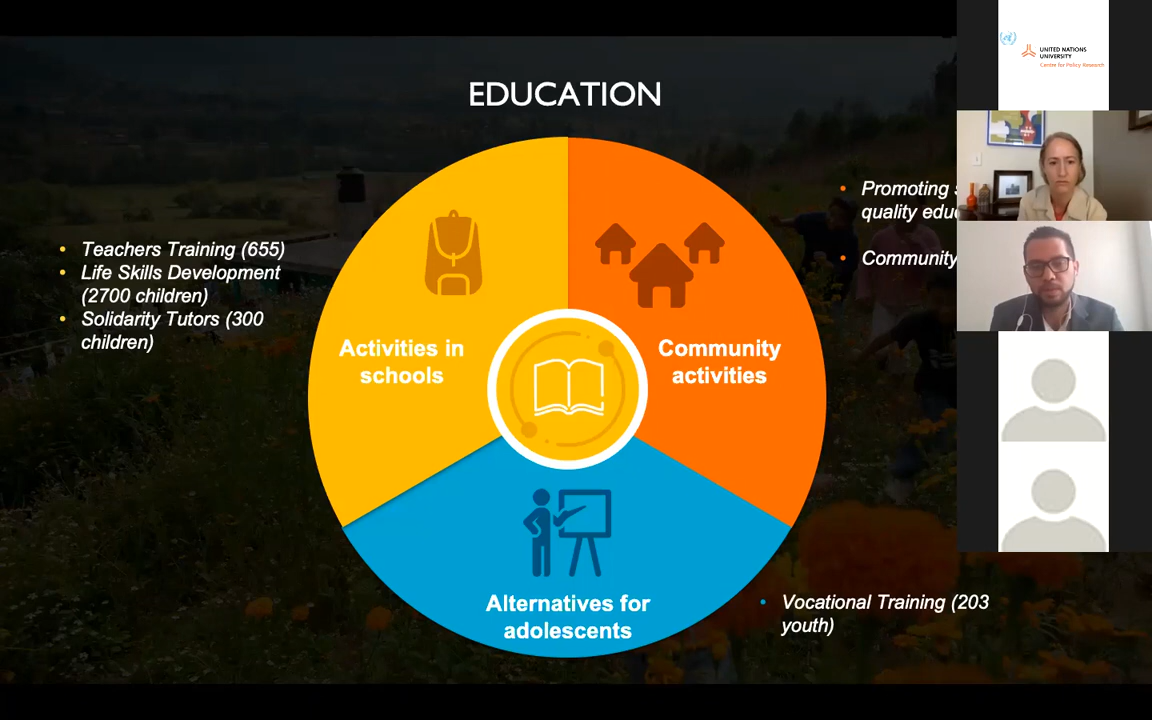 EDUCATION
• Teachers Training (655)
• Life Skills Development
(2700 children)
• Solidarity Tutors (300
children)
Activities in
schools
Community
activities
• Promoting
quality
• Community
Alternatives for
adolescents
• Vocational Training (203
youth)
UNITED NATIONS
UNIVERSITY
Centre for Policy Research